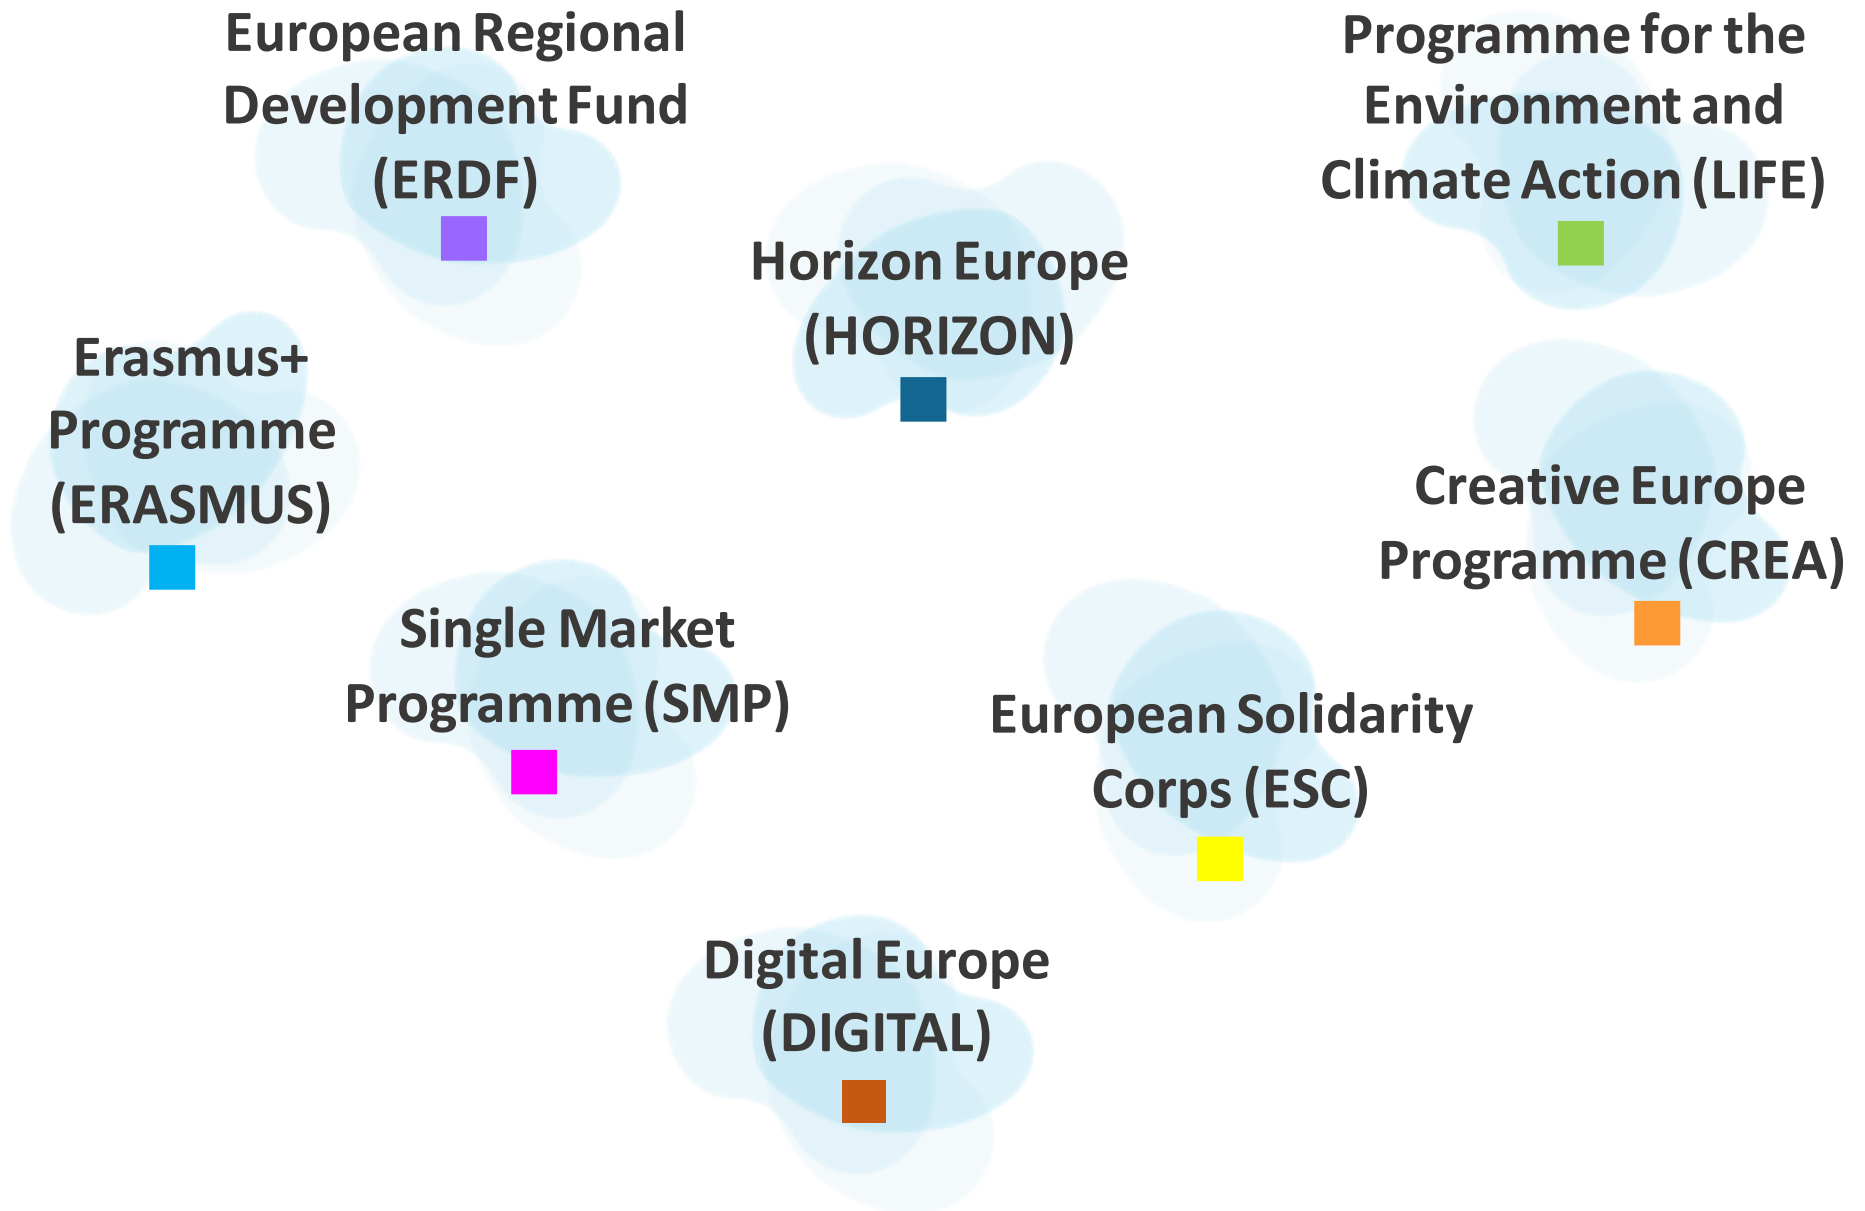 European Regional
Development Fund
(ERDF)
Programme for the
Environment and
Climate Action (LIFE)
Horizon Europe
(HORIZON)
Erasmus+
Programme
(ERASMUS)
Creative Europe
Programme (CREA)
Single Market
Programme (SMP)
European Solidarity
Corps (ESC)
Digital Europe
(DIGITAL)